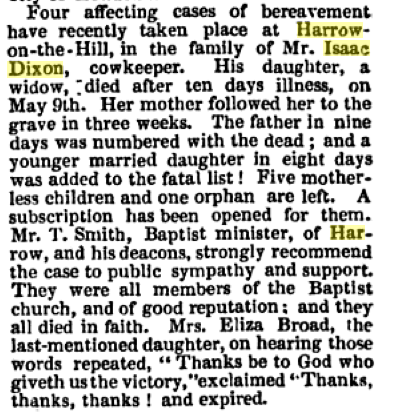 Four affecting cases of bereavement
have recently taken place at Harrow-
on-the-Hill, in the family of Mr. Isaac
Dixon, cowkeeper. His daughter, a
widow, died after ten days illness, on
May 9th. Her mother followed her to the
grave in three weeks. The father in nine
days was numbered with the dead; and a
younger married daughter in eight days
was added to the fatal list! Five mother-
less children and one orphan are left. A
subscription has been opened for them.
Mr. T. Smith, Baptist minister, of Har-
row, and his deacons, strongly recommend
the case to public sympathy and support.
They were all members of the Baptist
church, and of good reputation; and they
all died in faith. Mrs. Eliza Broad, the
last-mentioned daughter, on hearing those
words repeated, "Thanks be to God who
giveth us the victory," exclaimed "Thanks,
thanks, thanks! and expired.